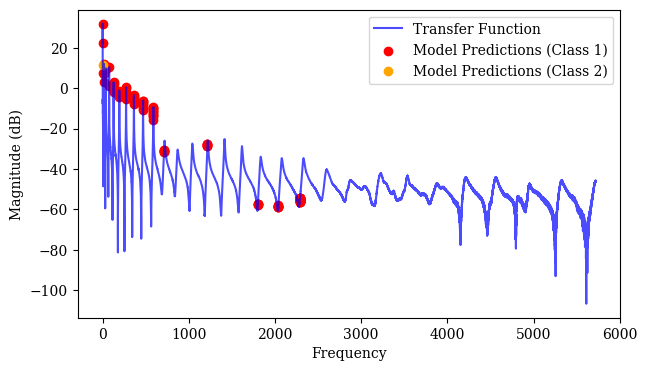 Transfer Function
Model Predictions (Class 1)
Model Predictions (Class 2)
Magnitude (dB)
20
0
−20
−40
−60
−80
−100
0
1000
2000
3000
4000
5000
6000
Frequency